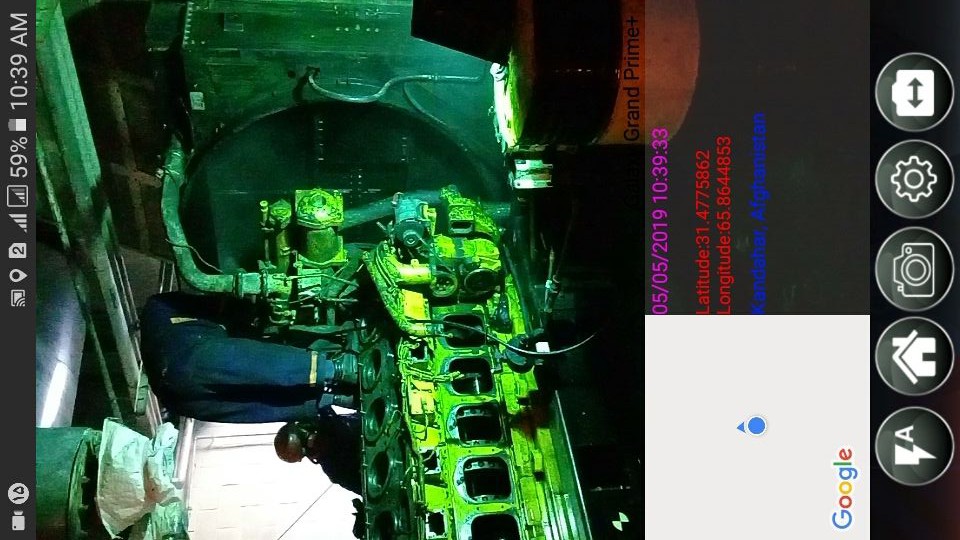 59% 10:39 AM
2
Grand Prime+
05/05/2019 10:39:33
Latitude:31.4775862
Longitude:65.8644853
Kandahar, Afghanistan
Google
A